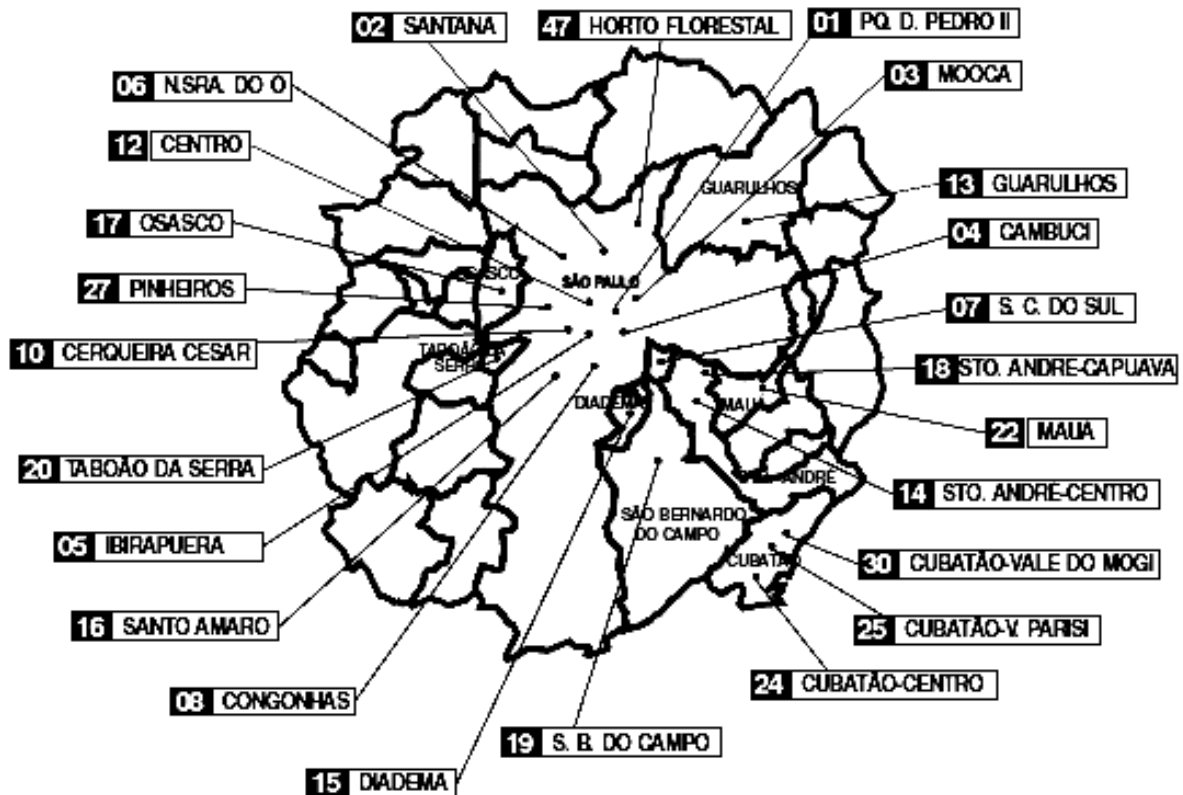 02 SANTANA
47 HORTO FLORESTAL
01 PQ. D. PEDRO II
06 N.SRA. DO O
03 MOOCA
12 CENTRO
GUARULHOS
13 GUARULHOS
17 OSASCO
04 CAMBUCI
SÃO PAULO
27 PINHEIROS
07 S. C. DO SUL
10 CERQUEIRA CESAR
TABOÃO DA
SERRA
18 STO. ANDRE-CAPUAVA
DIADEMA
MAUA
22 MAUA
20 TABOÃO DA SERRA
ANDRÉ
14 STO. ANDRE-CENTRO
SÃO BERNARDO
DO CAMPO
05 IBIRAPUERA
CUBATÃO
30 CUBATÃO-VALE DO MOGI
16 SANTO AMARO
25 CUBATÃO-V. PARISI
24 CUBATÃO-CENTRO
08 CONGONHAS
19 S. B. DO CAMPO
15 DIADEMA